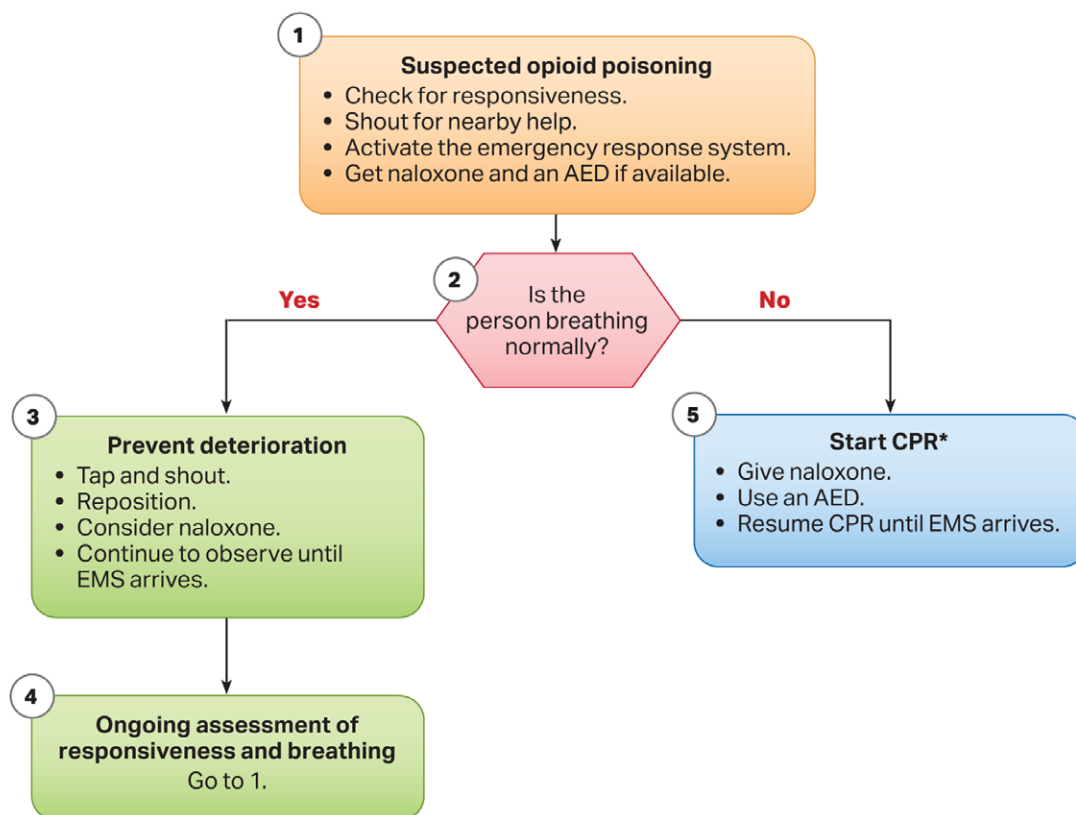 1
Suspected opioid poisoning
• Check for responsiveness.
• Shout for nearby help.
• Activate the emergency response system.
• Get naloxone and an AED if available.
2
Is the
person breathing
normally?
Yes
No
3
Prevent deterioration
• Tap and shout.
• Reposition.
• Consider naloxone.
• Continue to observe until
EMS arrives.
4
Ongoing assessment of
responsiveness and breathing
Go to 1.
5
Start CPR*
• Give naloxone.
• Use an AED.
• Resume CPR until EMS arrives.